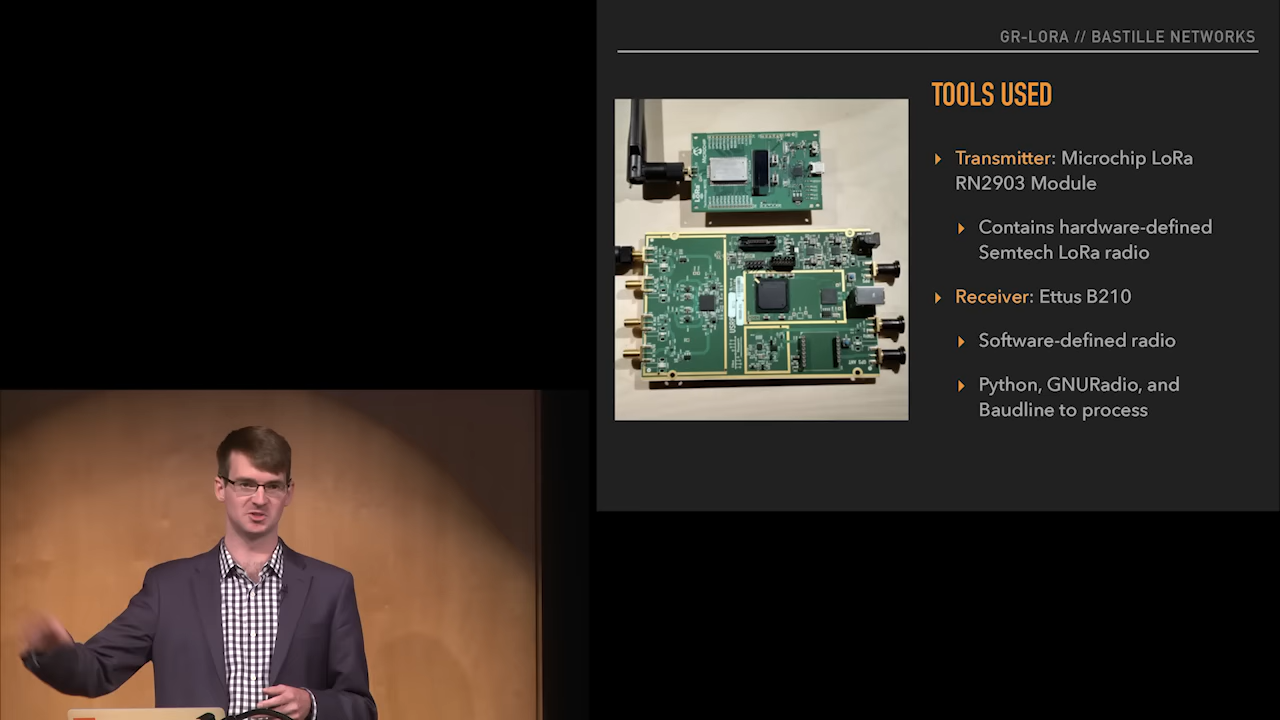 GR-LORA // BASTILLE NETWORKS
TOOLS USED
Transmitter: Microchip LoRa
RN2903 Module
Contains hardware-defined
Semtech LoRa radio
Receiver: Ettus B210
Software-defined radio
Python, GNURadio, and
Baudline to process